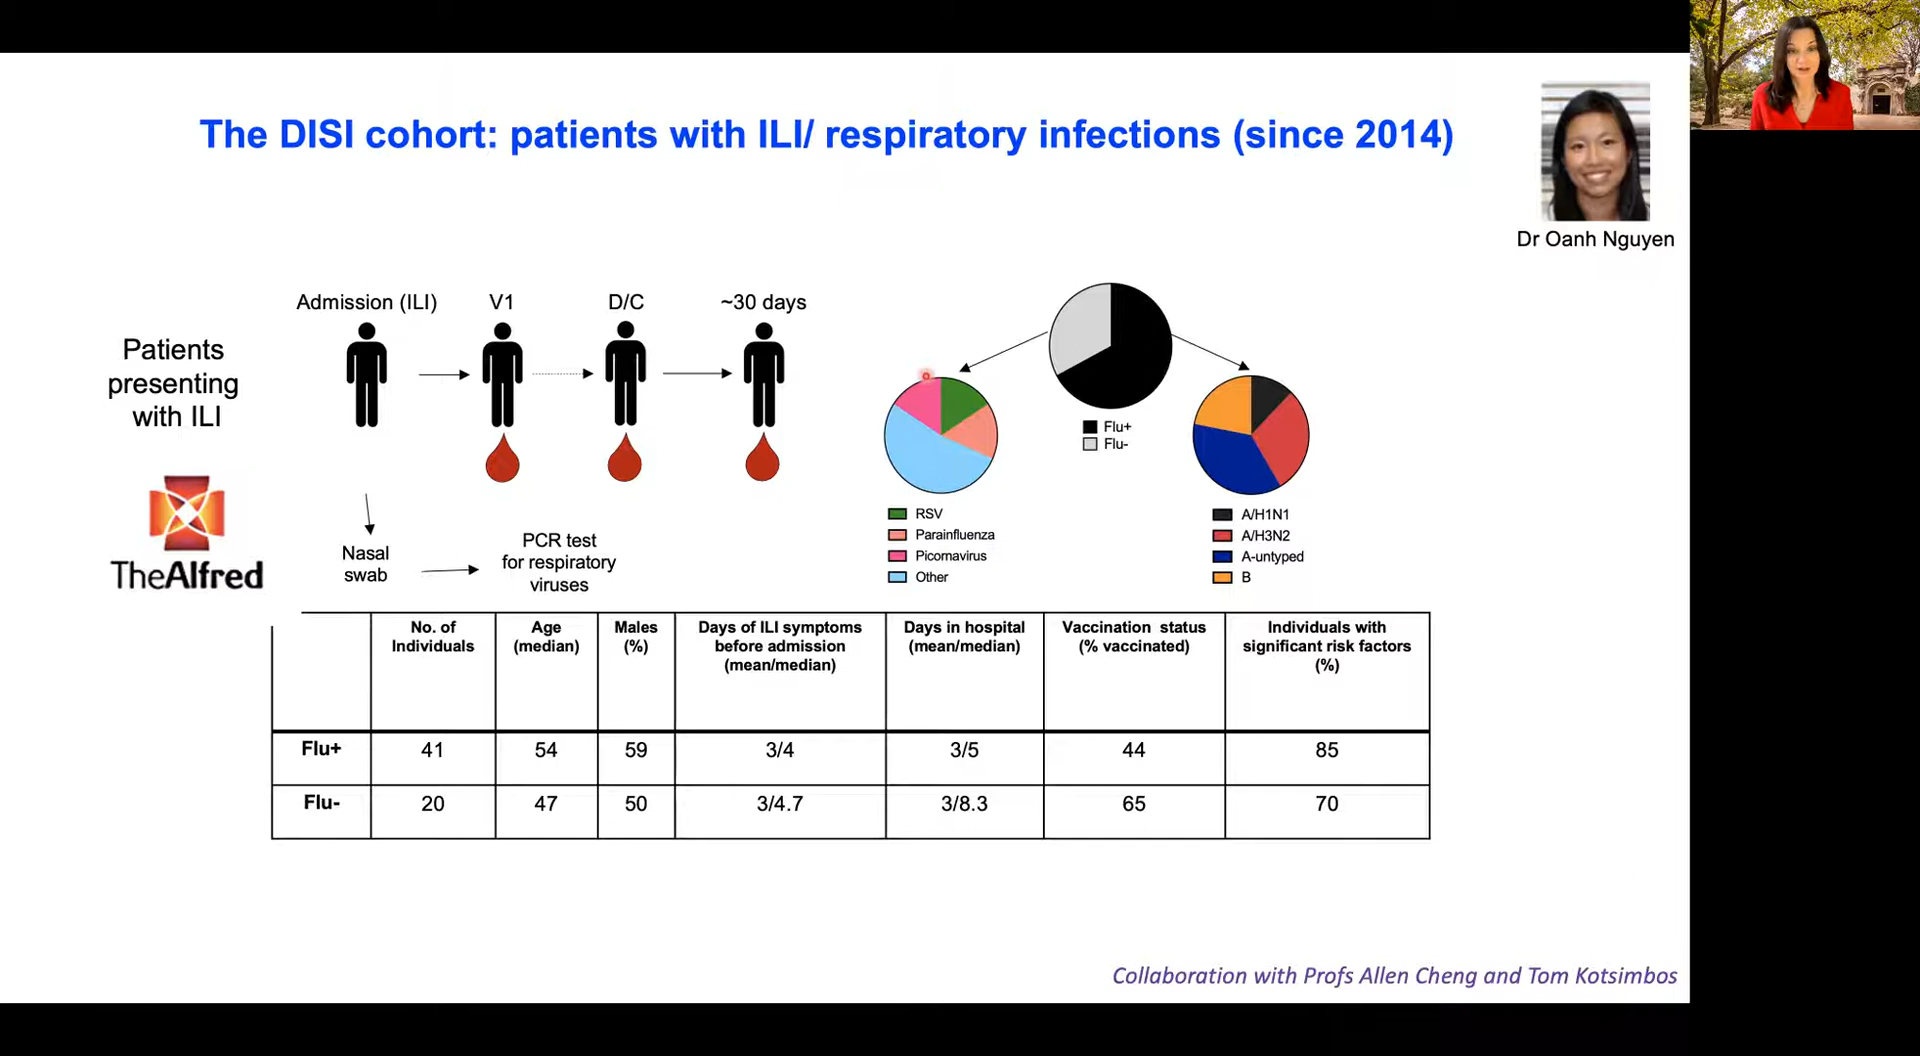 The DISI cohort: patients with ILI/ respiratory infections (since 2014)
Dr Oanh Nguyen
Patients
presenting
with ILI
TheAlfred
Admission (ILI)
V1
D/C
~30 days
Nasal
swab
PCR test
for respiratory
viruses
Flu+
Flu-
RSV
Parainfluenza
Picornavirus
Other
A/H1N1
A/H3N2
A-untyped
B
No. of
Individuals
Age
(median)
Males
(%)
Days of ILI symptoms
before admission
(mean/median)
Days in hospital
(mean/median)
Vaccination status
(% vaccinated)
Individuals with
significant risk factors
(%)
Flu+ 41 54 59 3/4 3/5 44 85
Flu- 20 47 50 3/4.7 3/8.3 65 70
Collaboration with Profs Allen Cheng and Tom Kotsimbos